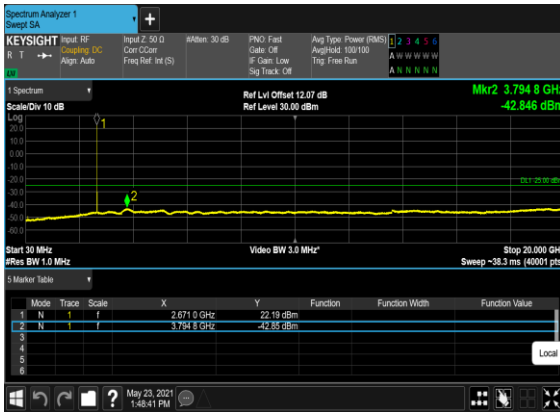 Spectrum Analyzer 1
Swept SA
+
KEYSIGHT
R T
Input: RF
Coupling: DC
Align: Auto
Input Z: 50 Ω
Corr CCorr
Freq Ref: Int (S)
#Atten: 30 dB
PNO: Fast
Gate: Off
IF Gain: Low
Sig Track: Off
Avg Type: Power (RMS)
Avg|Hold: 100/100
Trig: Free Run
1 2 3 4 5 6
A W W W W W
A N N N N N
1 Spectrum
Scale/Div 10 dB
Ref Lvl Offset 12.07 dB
Ref Level 30.00 dBm
Mkr2 3.794 8 GHz
-42.846 dBm
Log
20.0
10.0
0.00
-10.0
-20.0
-30.0
-40.0
-50.0
-60.0
1
2
DL1 -25.00 dBm
Start 30 MHz
#Res BW 1.0 MHz
Video BW 3.0 MHz*
Stop 20.000 GHz
Sweep ~38.3 ms (40001 pts)
5 Marker Table
Mode Trace Scale X Y Function Function Width Function Value
1 N 1 f 2.671 0 GHz 22.19 dBm
2 N 1 f 3.794 8 GHz -42.85 dBm
3
4
5
6
Local
?
May 23, 2021
1:48:41 PM